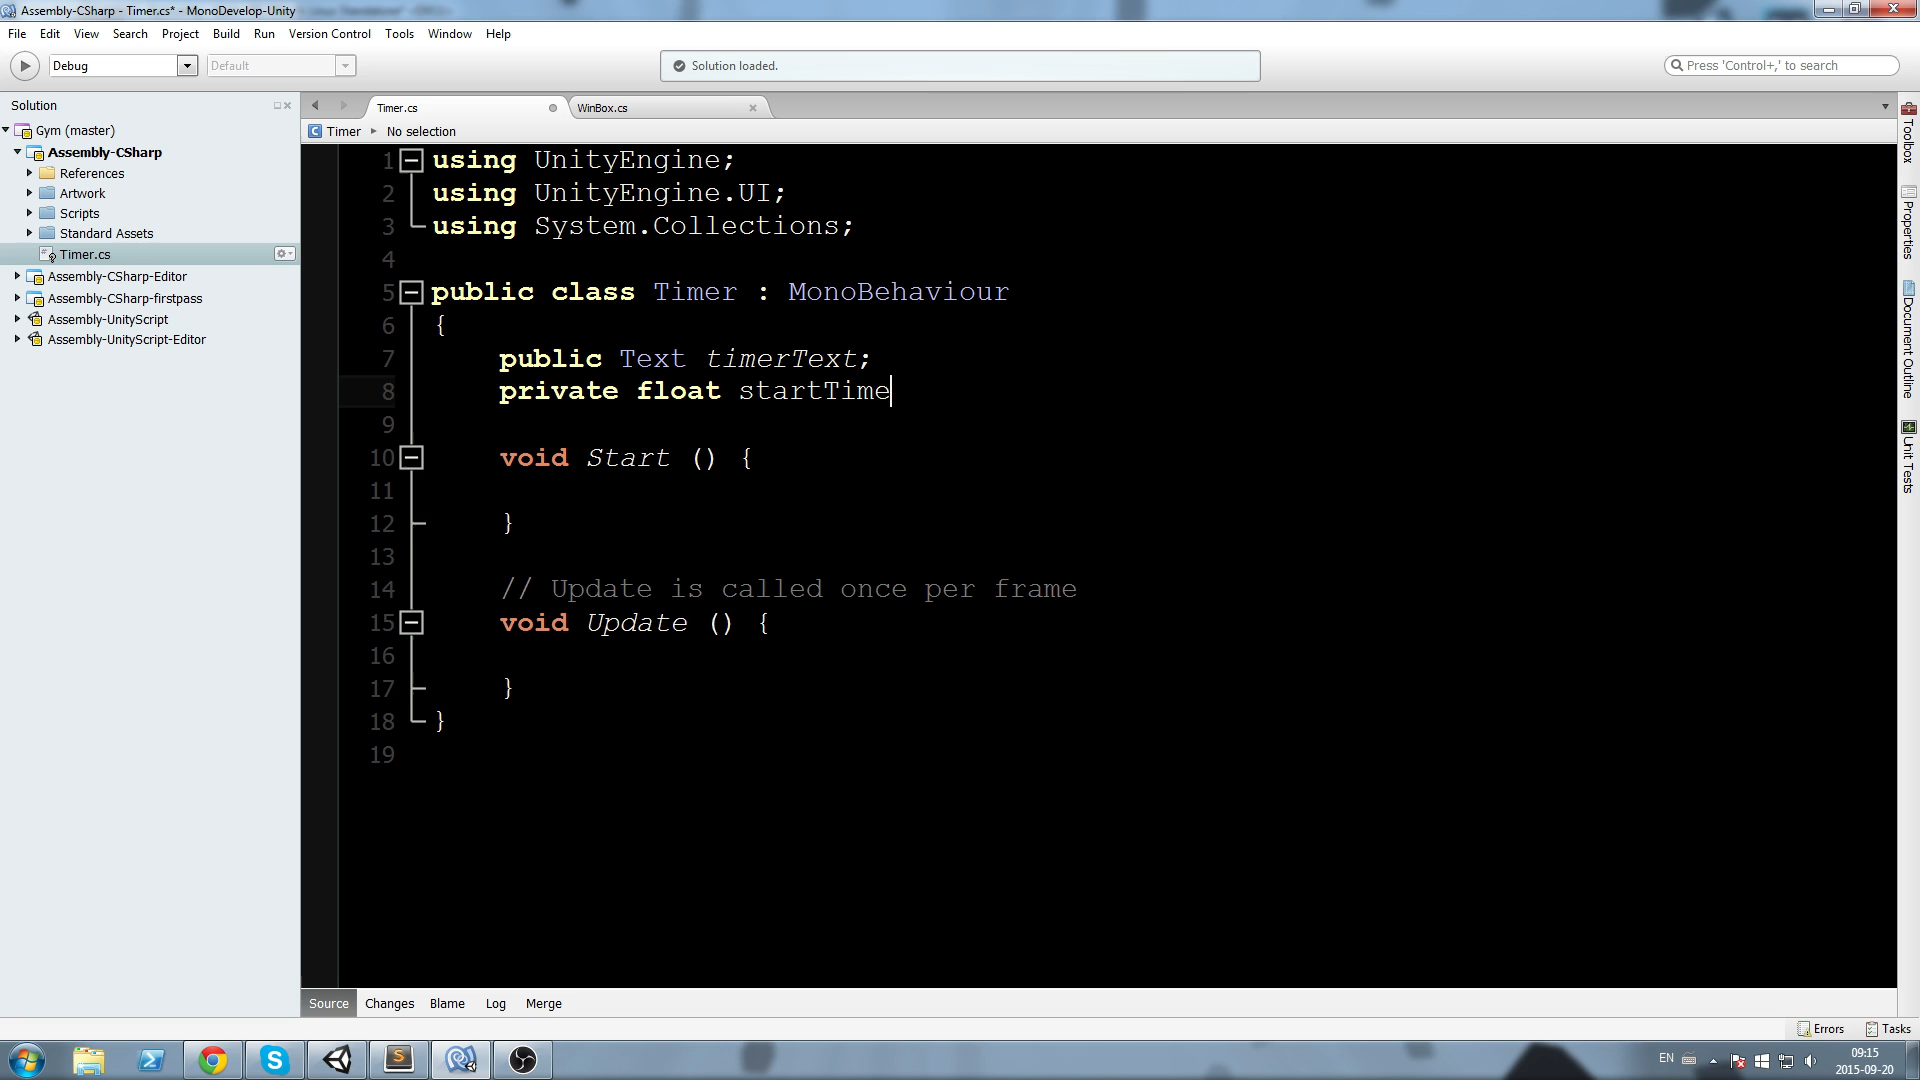 Assembly-CSharp - Timer.cs* - MonoDevelop-Unity
File Edit View Search Project Build Run Version Control Tools Window Help
Debug Default Solution loaded. Press 'Control+,' to search
Solution
Gym (master)
Assembly-CSharp
References
Artwork
Scripts
Standard Assets
Timer.cs
Assembly-CSharp-Editor
Assembly-CSharp-firstpass
Assembly-UnityScript
Assembly-UnityScript-Editor
Timer.cs WinBox.cs
C Timer No selection
1 using UnityEngine;
2 using UnityEngine.UI;
3 using System.Collections;
4
5 public class Timer : MonoBehaviour
6 {
7 public Text timerText;
8 private float startTime
9
10 void Start () {
11
12 }
13
14 // Update is called once per frame
15 void Update () {
16
17 }
18 }
19
Toolbox
Properties
Document Outline
Unit Tests
Source Changes Blame Log Merge
Errors Tasks
EN 09:15
2015-09-20